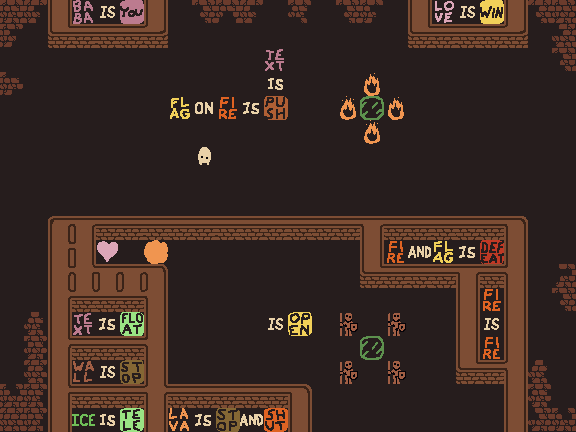 BABA IS YOU
LOVE IS WIN
TEXT
IS
FLAG ON FIRE IS PUSH
FIRE AND FLAG IS DEFEAT
FIRE
IS
FIRE
TEXT IS FLOAT
IS OPEN
WALL IS STOP
ICE IS TELE
LAVA IS STOP AND SHUT